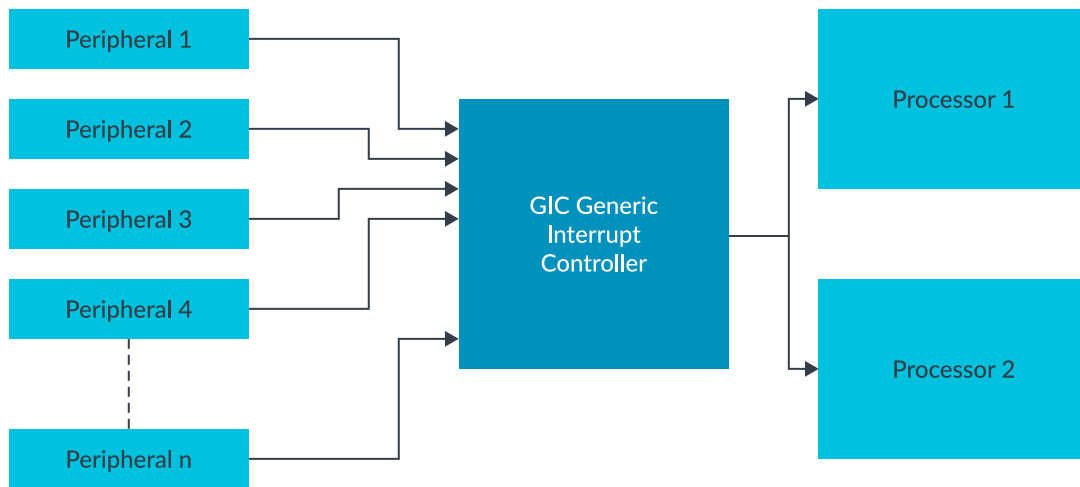 Peripheral 1
Peripheral 2
Peripheral 3
Peripheral 4
Peripheral n
GIC Generic
Interrupt
Controller
Processor 1
Processor 2